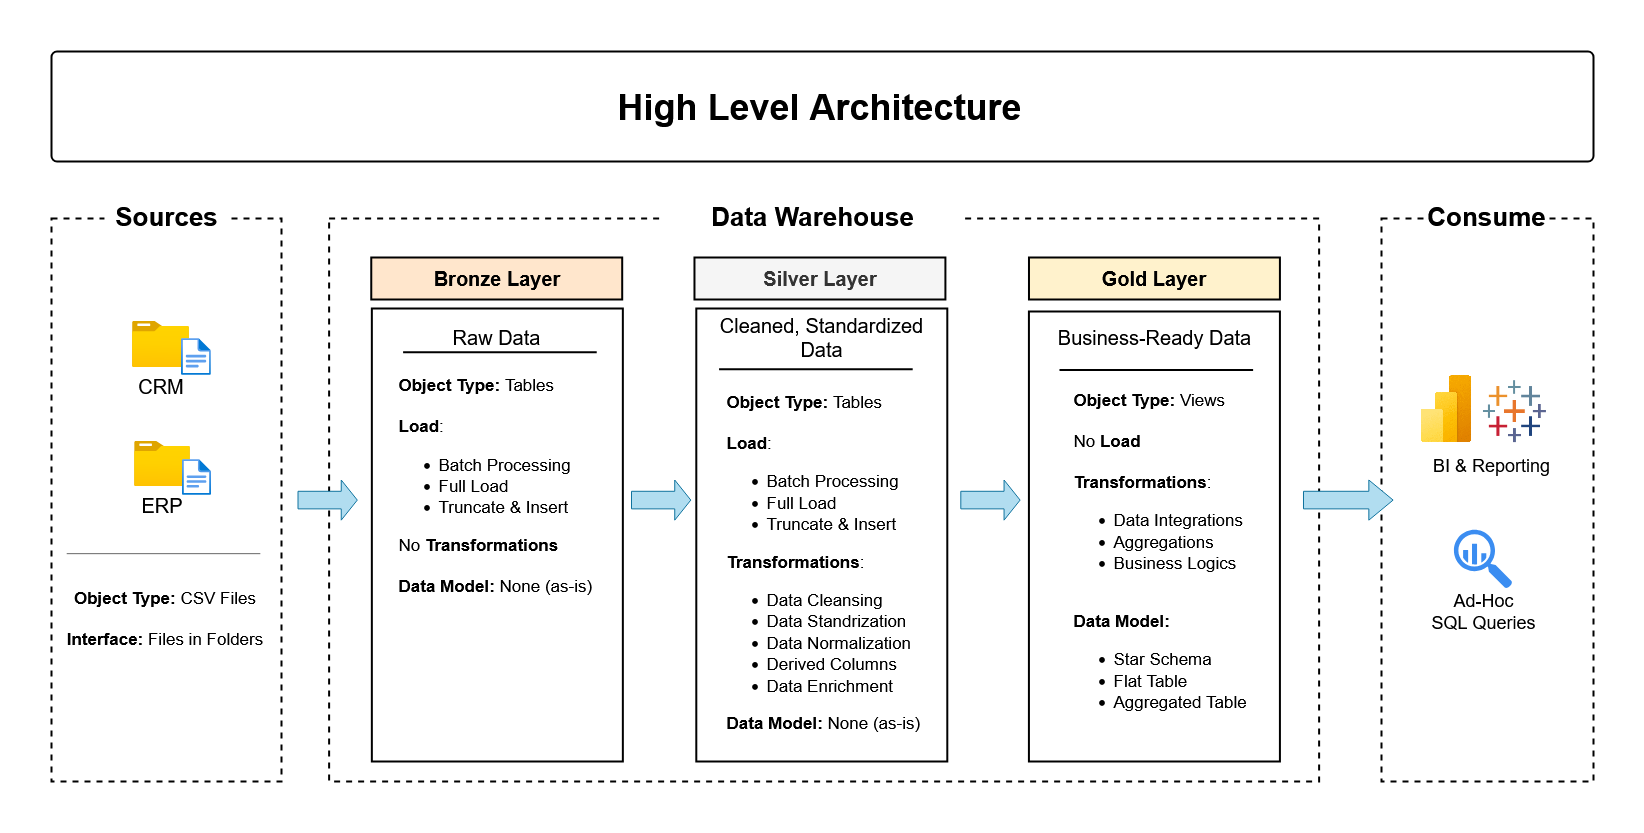 High Level Architecture
Sources
CRM
ERP
Object Type: CSV Files
Interface: Files in Folders
Data Warehouse
Bronze Layer
Raw Data
Object Type: Tables
Load:
• Batch Processing
• Full Load
• Truncate & Insert
No Transformations
Data Model: None (as-is)
Silver Layer
Cleaned, Standardized
Data
Object Type: Tables
Load:
• Batch Processing
• Full Load
• Truncate & Insert
Transformations:
• Data Cleansing
• Data Standrization
• Data Normalization
• Derived Columns
• Data Enrichment
Data Model: None (as-is)
Gold Layer
Business-Ready Data
Object Type: Views
No Load
Transformations:
• Data Integrations
• Aggregations
• Business Logics
Data Model:
• Star Schema
• Flat Table
• Aggregated Table
Consume
BI & Reporting
Ad-Hoc
SQL Queries